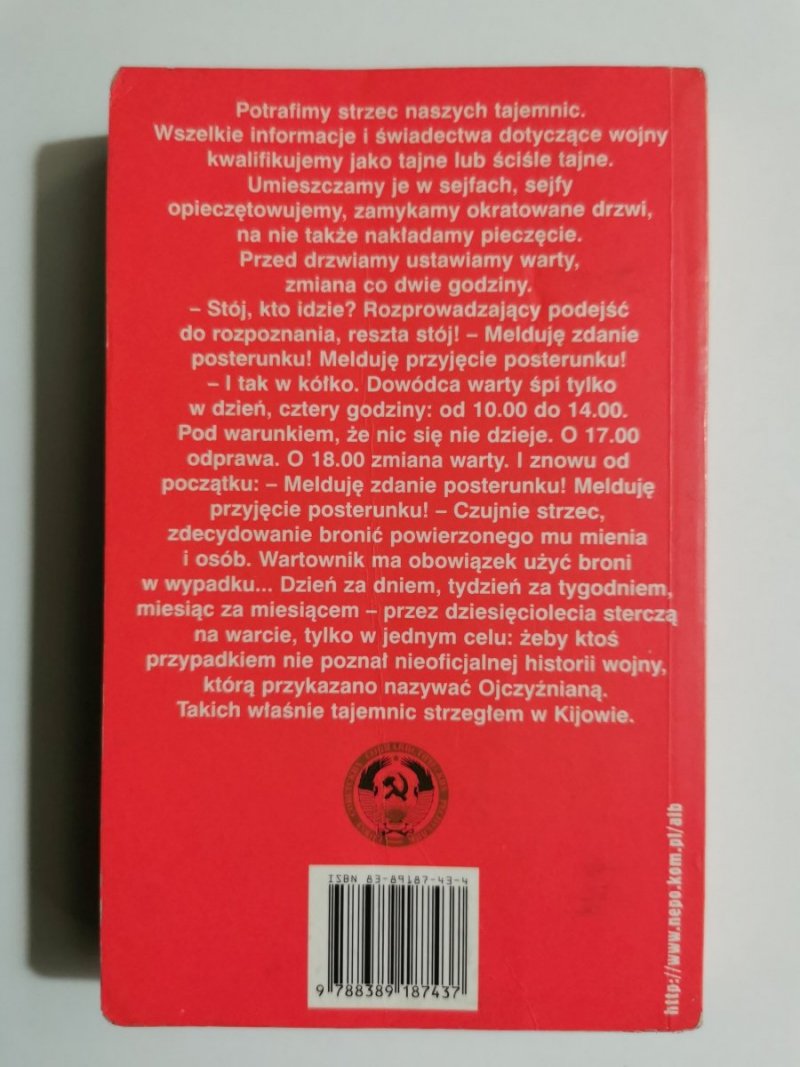 Potrafimy strzec naszych tajemnic.
Wszelkie informacje i świadectwa dotyczące wojny
kwalifikujemy jako tajne lub ściśle tajne.
Umieszczamy je w sejfach, sejfy
opieczętowujemy, zamykamy okratowane drzwi,
na nie także nakładamy pieczęcie.
Przed drzwiamy ustawiamy warty,
zmiana co dwie godziny.
– Stój, kto idzie? Rozprowadzający podejść
do rozpoznania, reszta stój! – Melduję zdanie
posterunku! Melduję przyjęcie posterunku!
– I tak w kółko. Dowódca warty śpi tylko
w dzień, cztery godziny: od 10.00 do 14.00.
Pod warunkiem, że nic się nie dzieje. O 17.00
odprawa. O 18.00 zmiana warty. I znowu od
początku: – Melduję zdanie posterunku! Melduję
przyjęcie posterunku! – Czujnie strzec,
zdecydowanie bronić powierzonego mu mienia
i osób. Wartownik ma obowiązek użyć broni
w wypadku... Dzień za dniem, tydzień za tygodniem,
miesiąc za miesiącem – przez dziesięciolecia sterczą
na warcie, tylko w jednym celu: żeby ktoś
przypadkiem nie poznał nieoficjalnej historii wojny,
którą przykazano nazywać Ojczyźnianą.
Takich właśnie tajemnic strzegłem w Kijowie.
ISBN 83-89187-43-4
9 788389 187437
http://www.nepo.kom.pl/alb